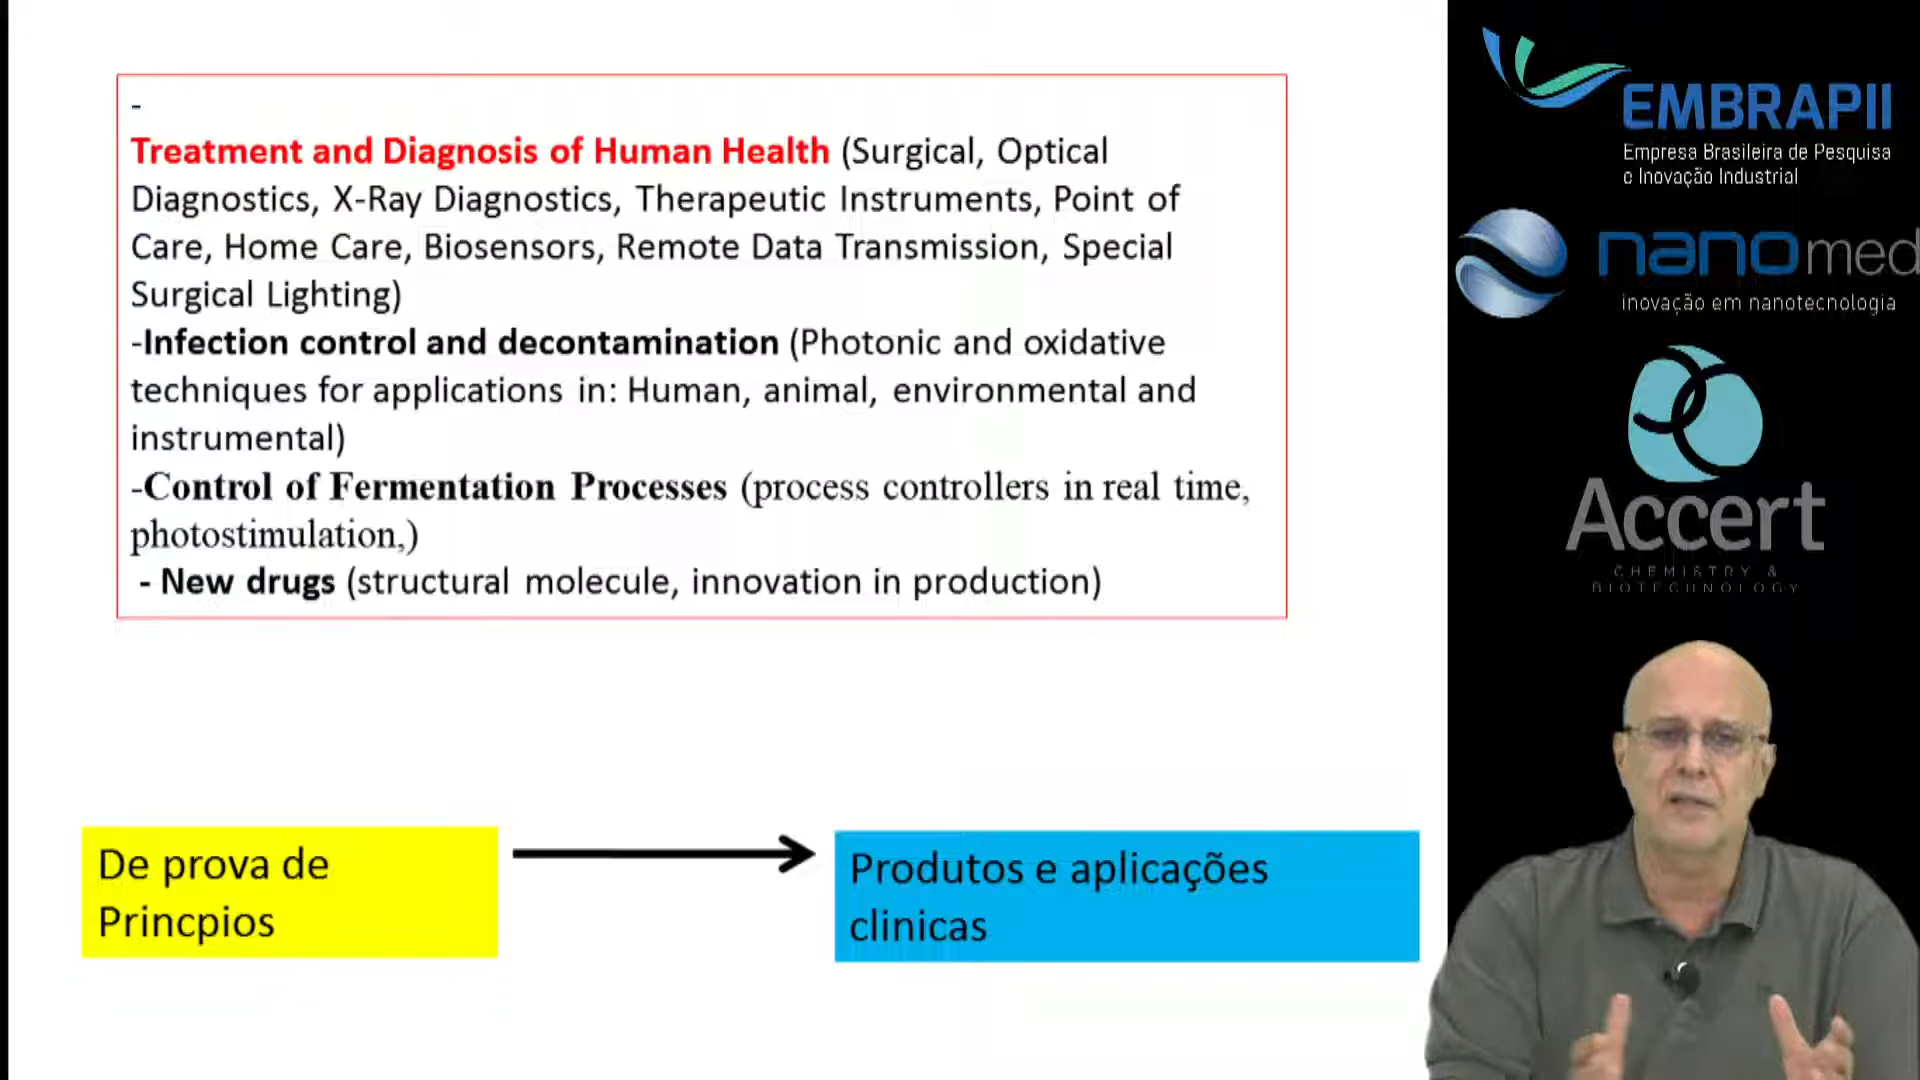 -
Treatment and Diagnosis of Human Health (Surgical, Optical
Diagnostics, X-Ray Diagnostics, Therapeutic Instruments, Point of
Care, Home Care, Biosensors, Remote Data Transmission, Special
Surgical Lighting)
-Infection control and decontamination (Photonic and oxidative
techniques for applications in: Human, animal, environmental and
instrumental)
-Control of Fermentation Processes (process controllers in real time,
photostimulation,)
- New drugs (structural molecule, innovation in production)
De prova de
Princpios
Produtos e aplicações
clinicas
EMBRAPII
Empresa Brasileira de Pesquisa
e Inovação Industrial
nanomed
inovação em nanotecnologia
Accert
CHEMISTRY &
BIOTECHNOLOGY